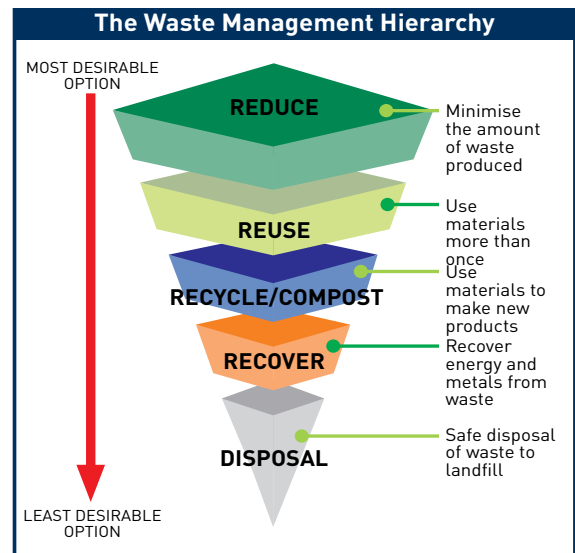 The Waste Management Hierarchy
MOST DESIRABLE
OPTION
REDUCE
Minimise
the amount
of waste
produced
REUSE
Use
materials
more than
once
RECYCLE/COMPOST
Use
materials to
make new
products
RECOVER
Recover
energy and
metals from
waste
DISPOSAL
Safe disposal
of waste to
landfill
LEAST DESIRABLE
OPTION